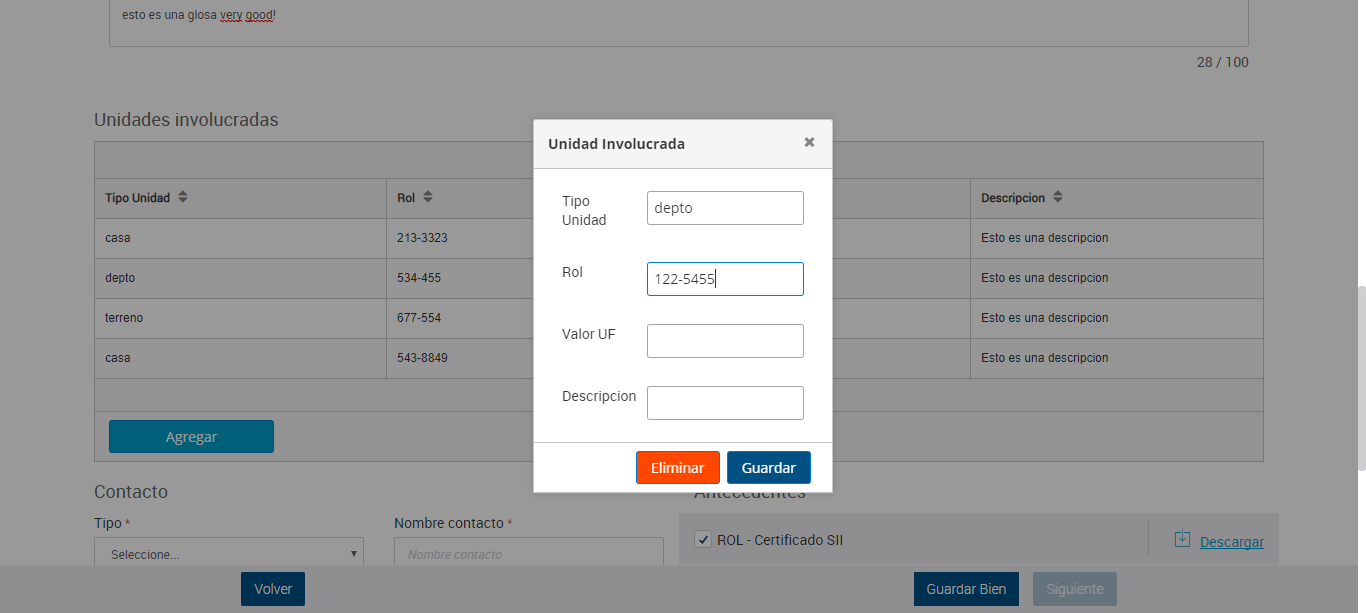 esto es una glosa very good!
28 / 100
Unidades involucradas
Unidad Involucrada ✖
Tipo Unidad Rol Descripcion
casa 213-3323 Esto es una descripcion
depto 534-455 Esto es una descripcion
terreno 677-554 Esto es una descripcion
casa 543-8849 Esto es una descripcion
Tipo
Unidad
depto
Rol
122-5455
Valor UF
Descripcion
Eliminar Guardar
Agregar
Contacto
Tipo * Nombre contacto *
Seleccione... Nombre contacto
ROL - Certificado SII Descargar
Volver Guardar Bien Siguiente